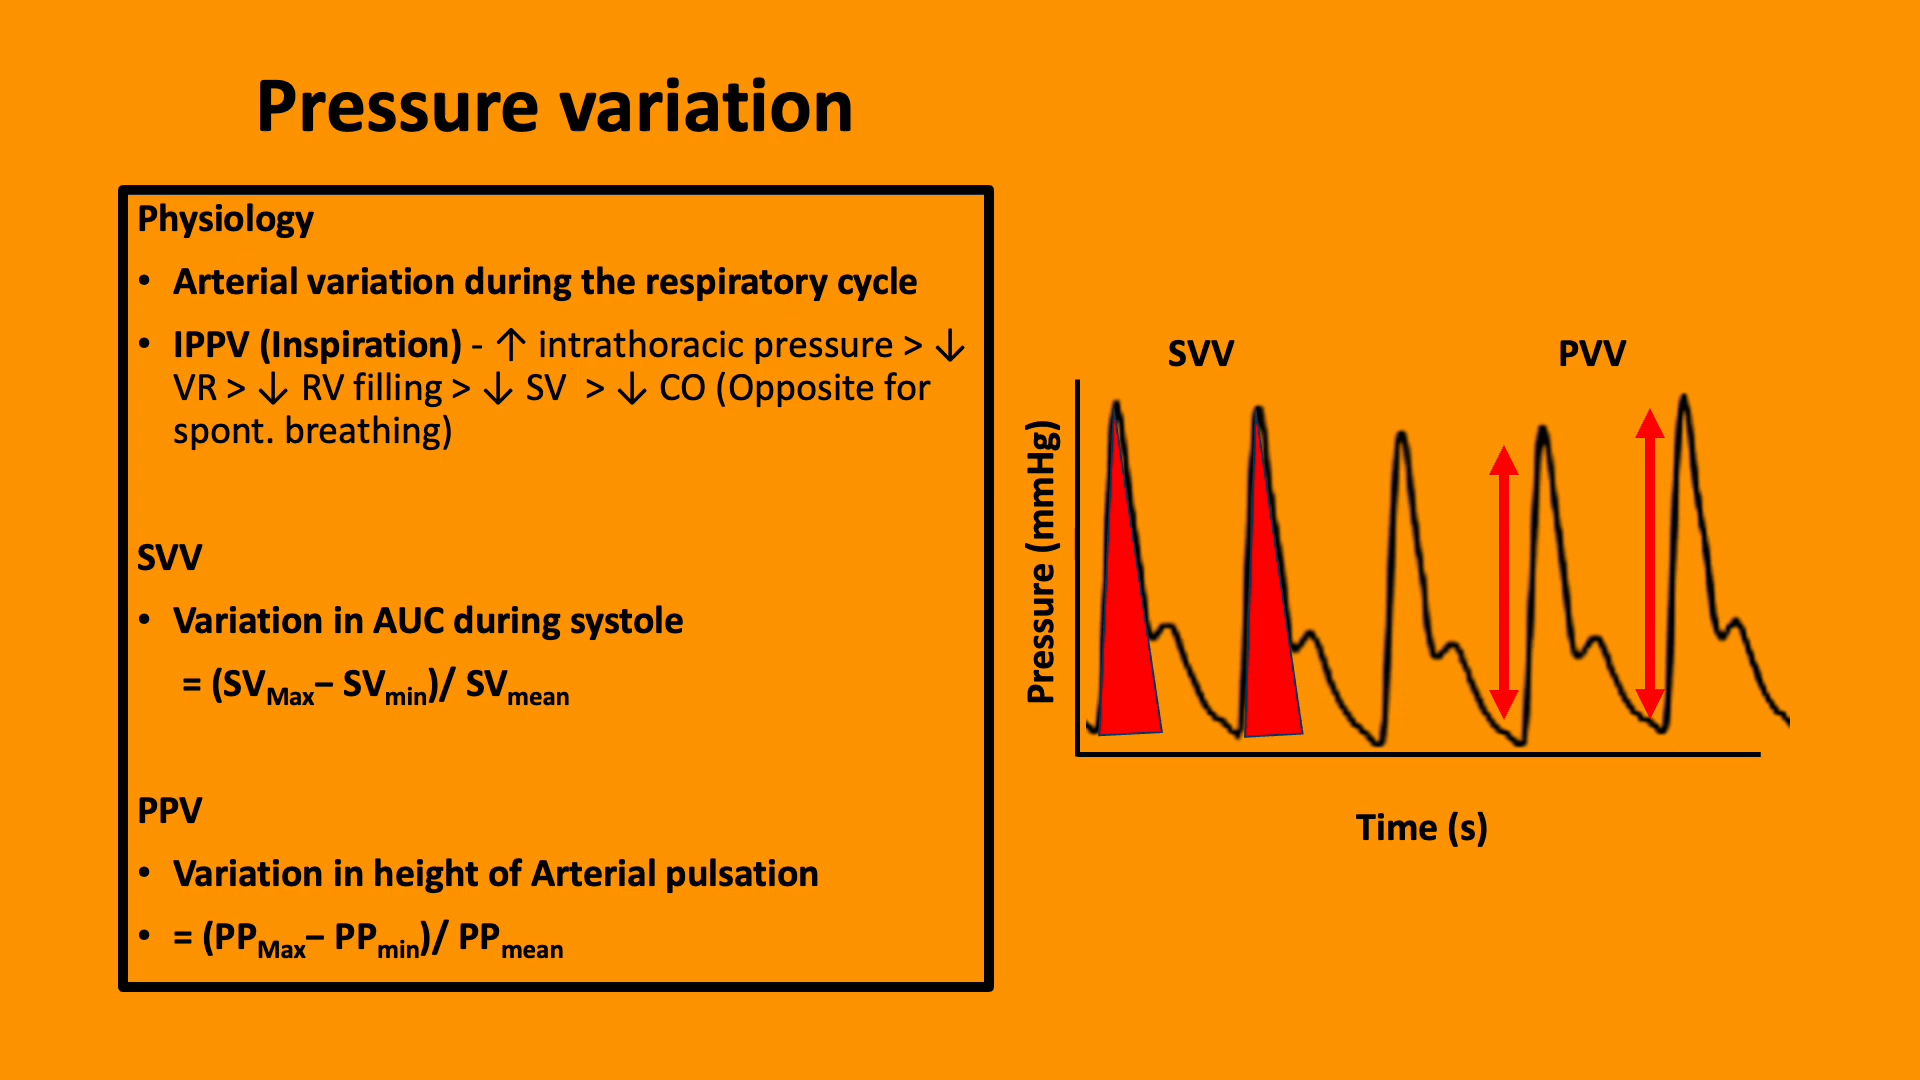 Pressure variation
Physiology
• Arterial variation during the respiratory cycle
• IPPV (Inspiration) - ↑ intrathoracic pressure > ↓
VR > ↓ RV filling > ↓ SV > ↓ CO (Opposite for
spont. breathing)
SVV
• Variation in AUC during systole
= (SVMax– SVmin)/ SVmean
PPV
• Variation in height of Arterial pulsation
• = (PPMax– PPmin)/ PPmean
SVV
PVV
Pressure (mmHg)
Time (s)